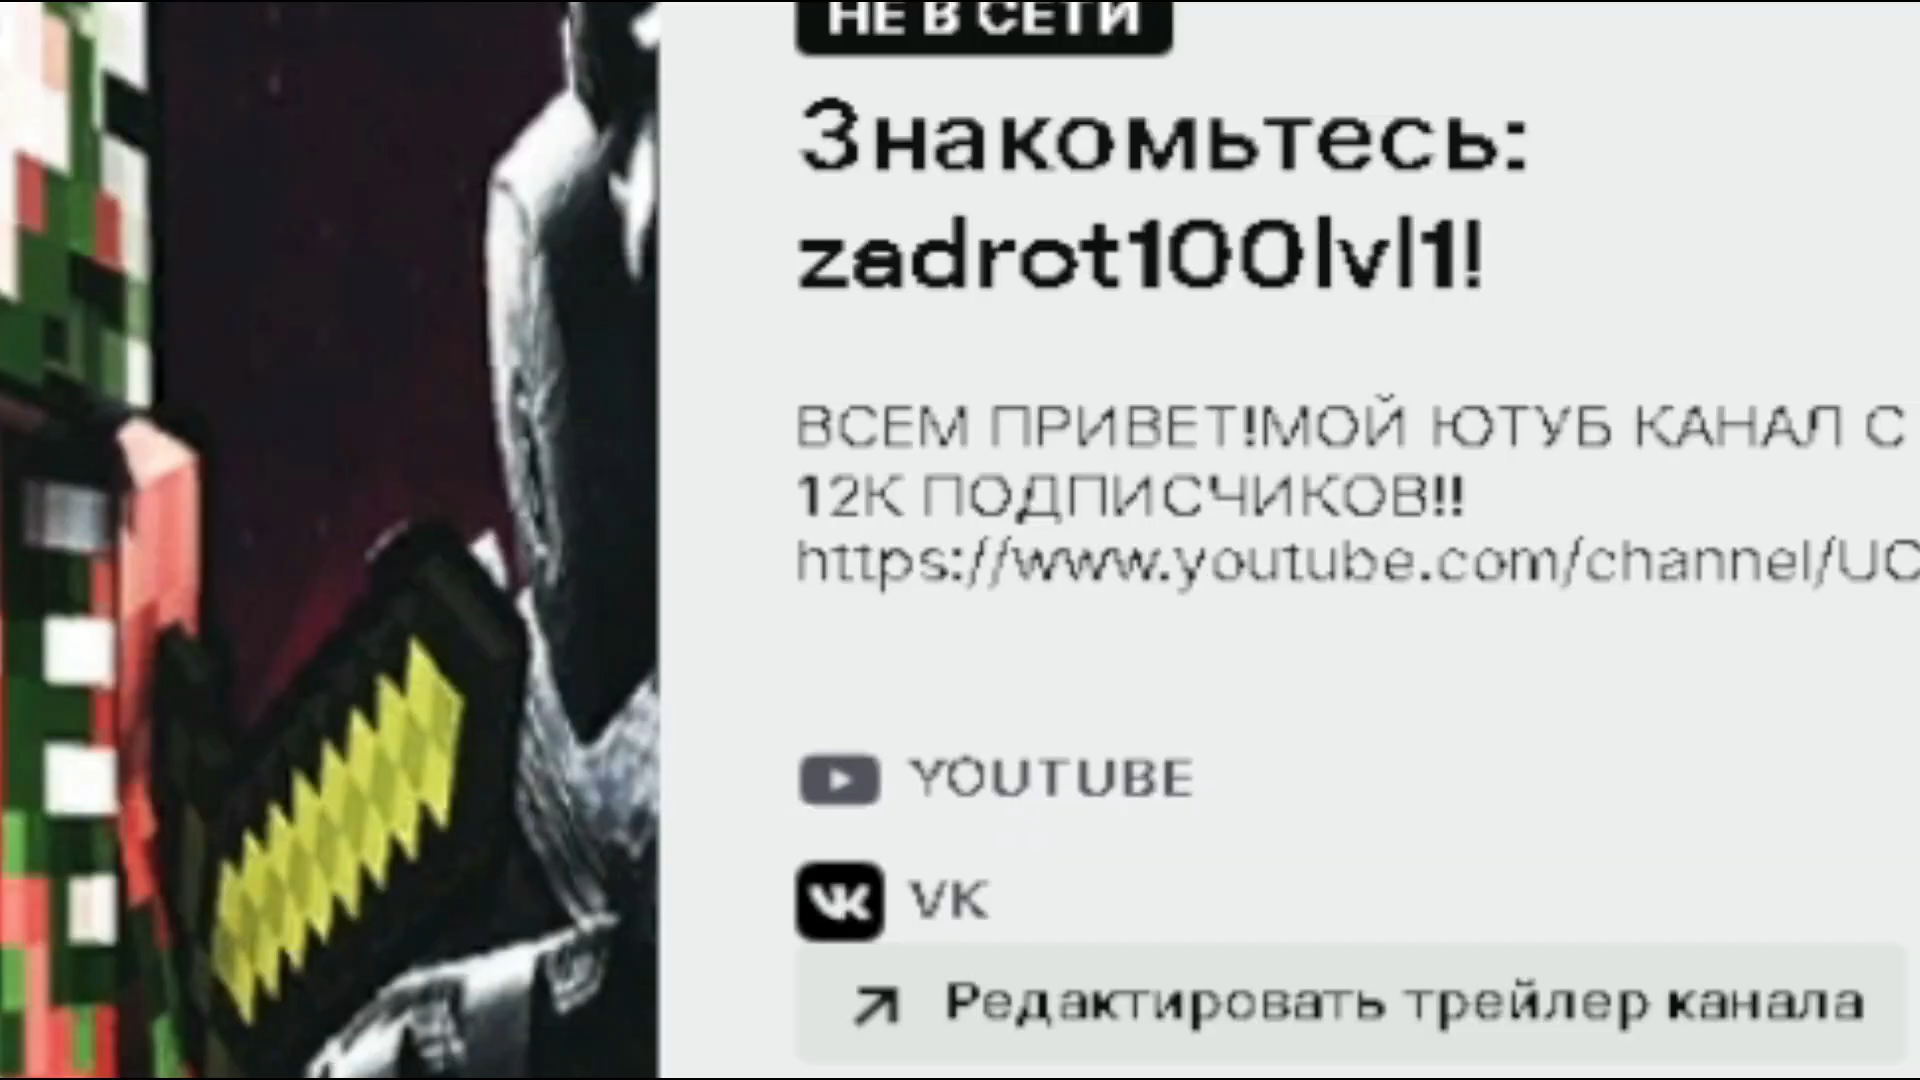 НЕ В СЕТИ
Знакомьтесь:
zadrot100lvl1!
ВСЕМ ПРИВЕТ!МОЙ ЮТУБ КАНАЛ С
12К ПОДПИСЧИКОВ!!
https://www.youtube.com/channel/UC
YOUTUBE
VK
Редактировать трейлер канала